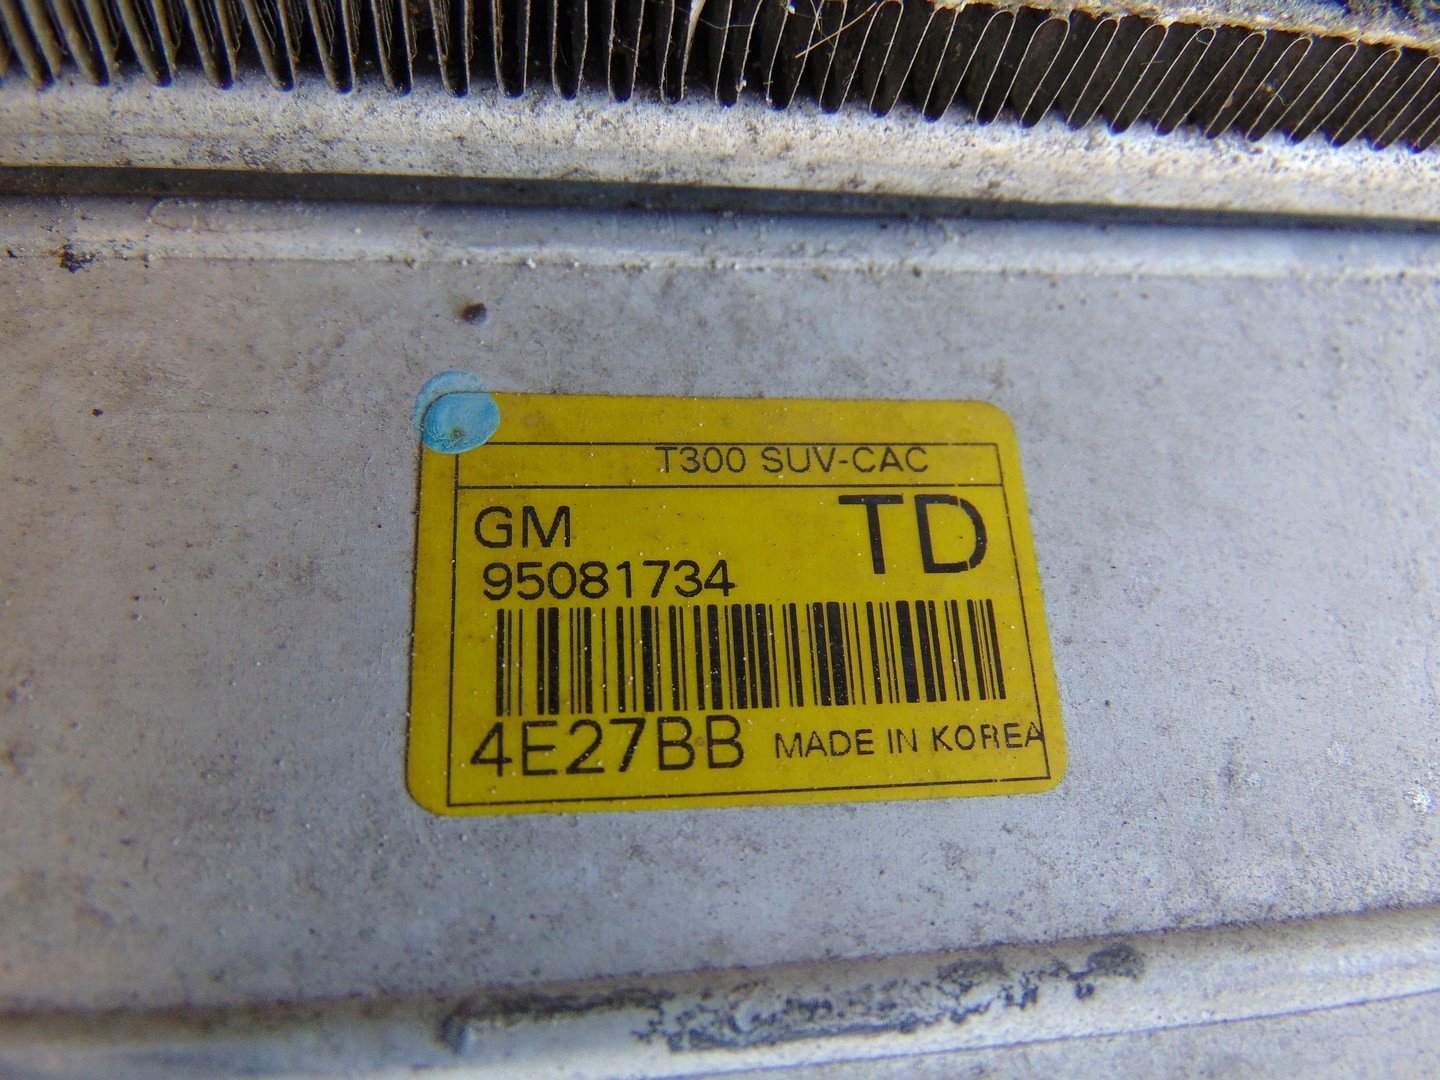 T300 SUV-CAC
GM TD
95081734
4E27BB MADE IN KOREA